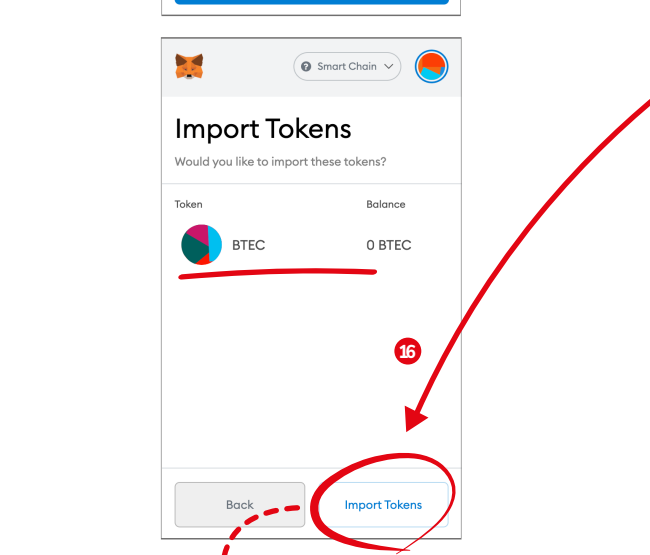 Smart Chain
Import Tokens
Would you like to import these tokens?
Token Balance
BTEC 0 BTEC
16
Back Import Tokens